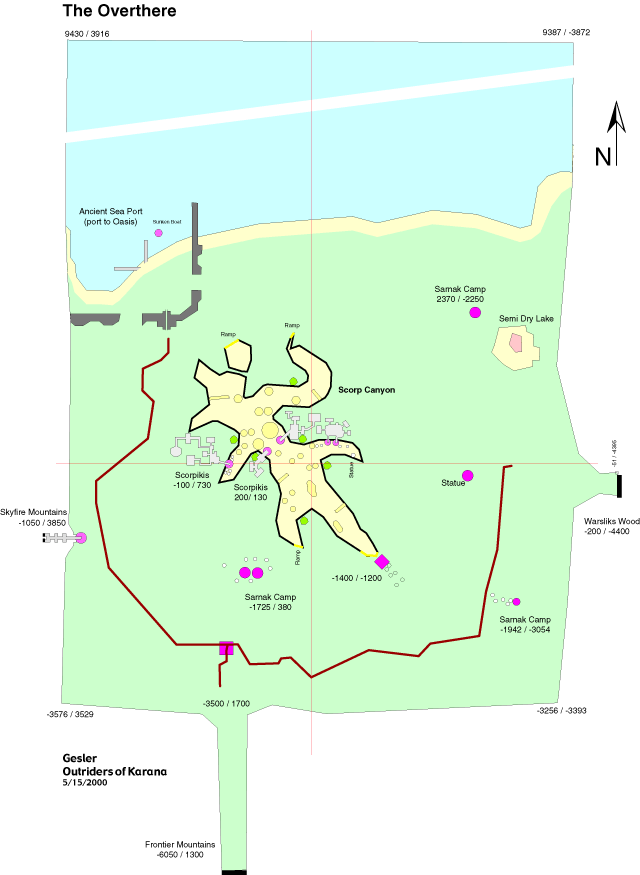 The Overthere
9430 / 3916
9387 / -3872
N
Ancient Sea Port
(port to Oasis)
Sunken Boat
Sarnak Camp
2370 / -2250
Semi Dry Lake
Ramp
Ramp
Scorp Canyon
Scorpikis
-100 / 730
Scorpikis
200/ 130
Statue
Statue
-51 / -4395
Skyfire Mountains
-1050 / 3850
Warsliks Wood
-200 / -4400
Ramp
-1400 / -1200
Sarnak Camp
-1725 / 380
Sarnak Camp
-1942 / -3054
-3500 / 1700
-3576 / 3529
-3256 / -3393
Gesler
Outriders of Karana
5/15/2000
Frontier Mountains
-6050 / 1300